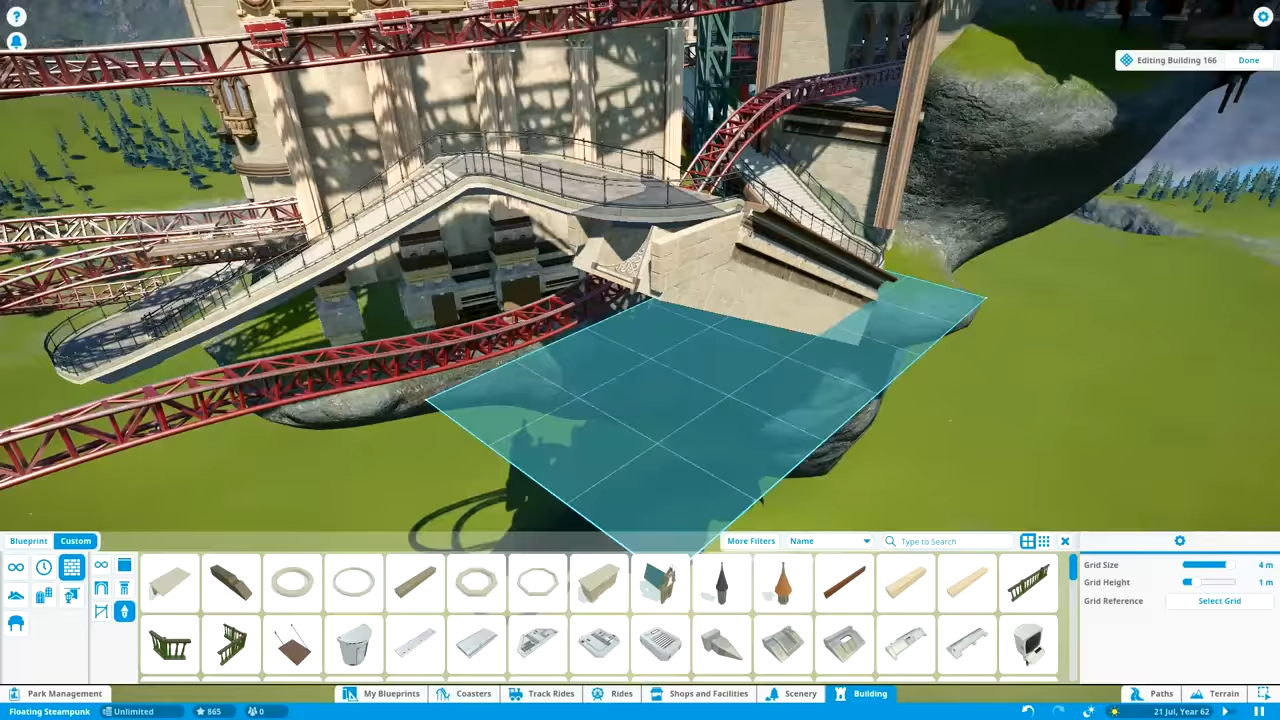 ?
Editing Building 166 Done
Blueprint Custom More Filters Name Type to Search
Grid Size 4 m
Grid Height 1 m
Grid Reference Select Grid
Park Management My Blueprints Coasters Track Rides Rides Shops and Facilities Scenery Building Paths Terrain
Floating Steampunk Unlimited 865 0 21 Jul, Year 62